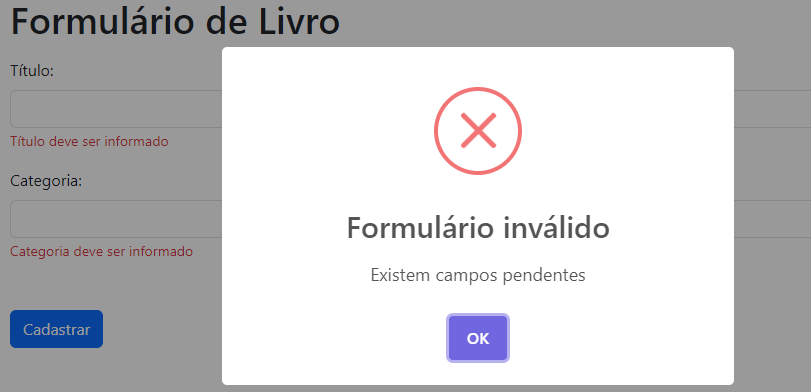 Formulário de Livro
Título:
Título deve ser informado
Categoria:
Categoria deve ser informado
Cadastrar
Formulário inválido
Existem campos pendentes
OK